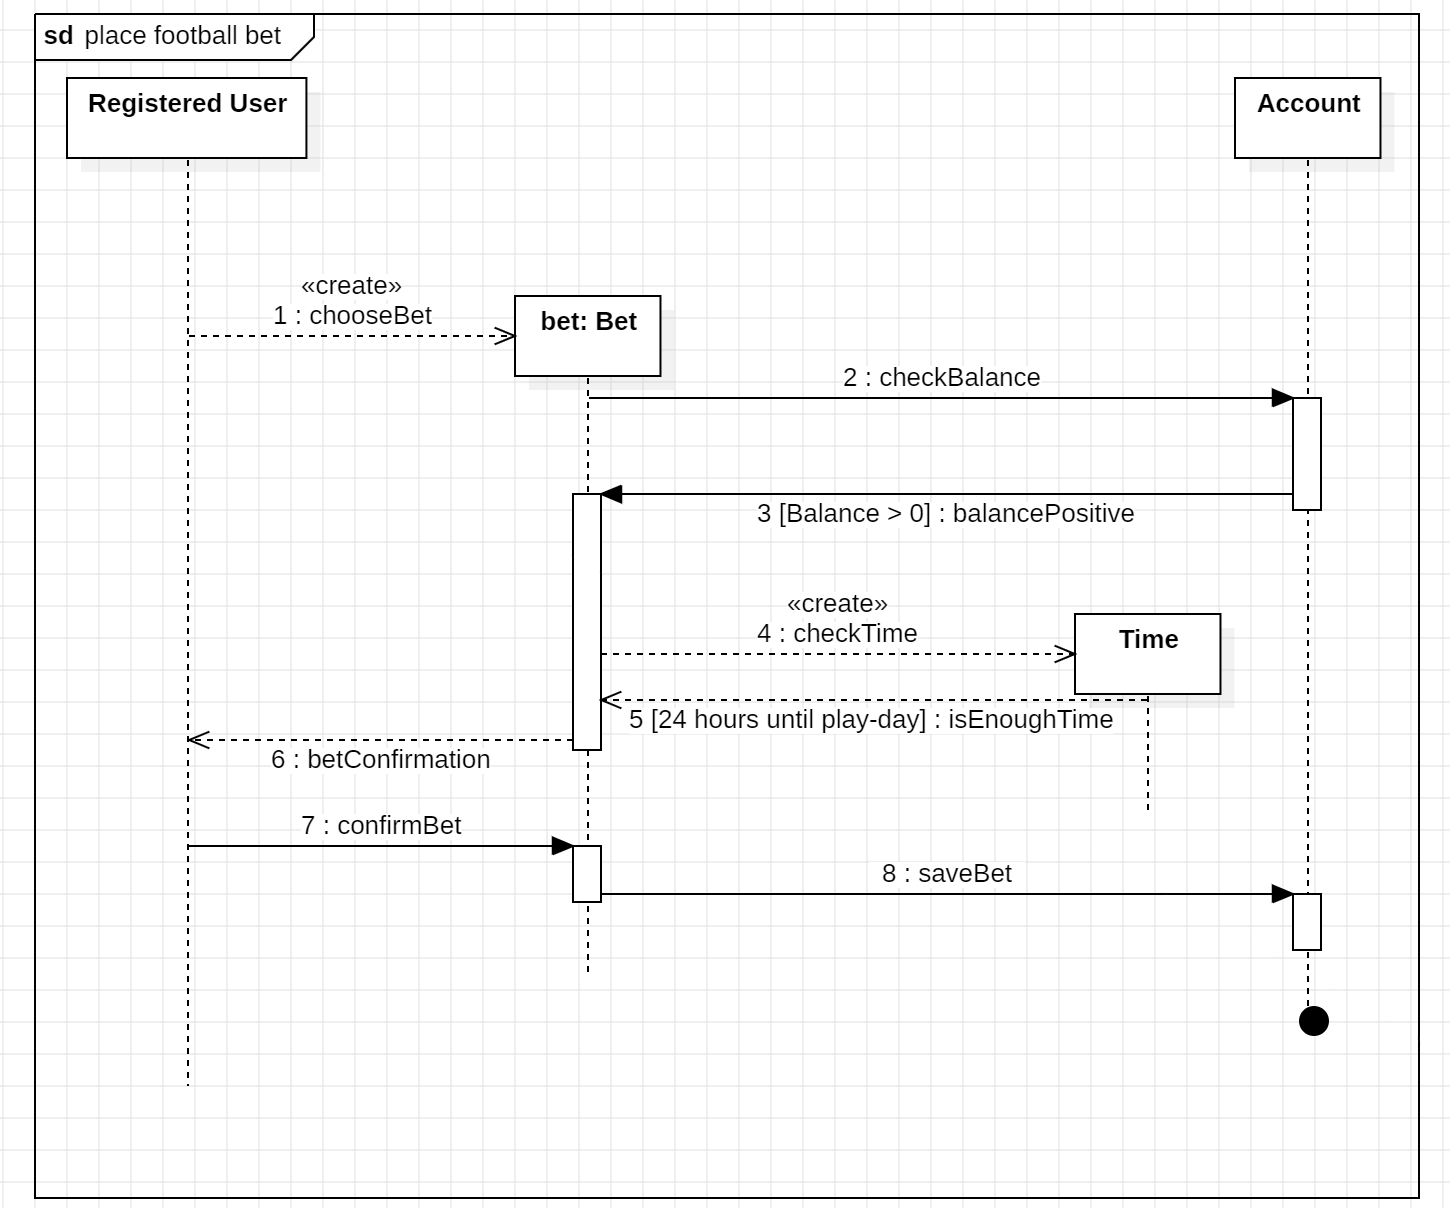 sd place football bet
Registered User
Account
«create»
1 : chooseBet
bet: Bet
2 : checkBalance
3 [Balance > 0] : balancePositive
«create»
4 : checkTime
Time
5 [24 hours until play-day] : isEnoughTime
6 : betConfirmation
7 : confirmBet
8 : saveBet